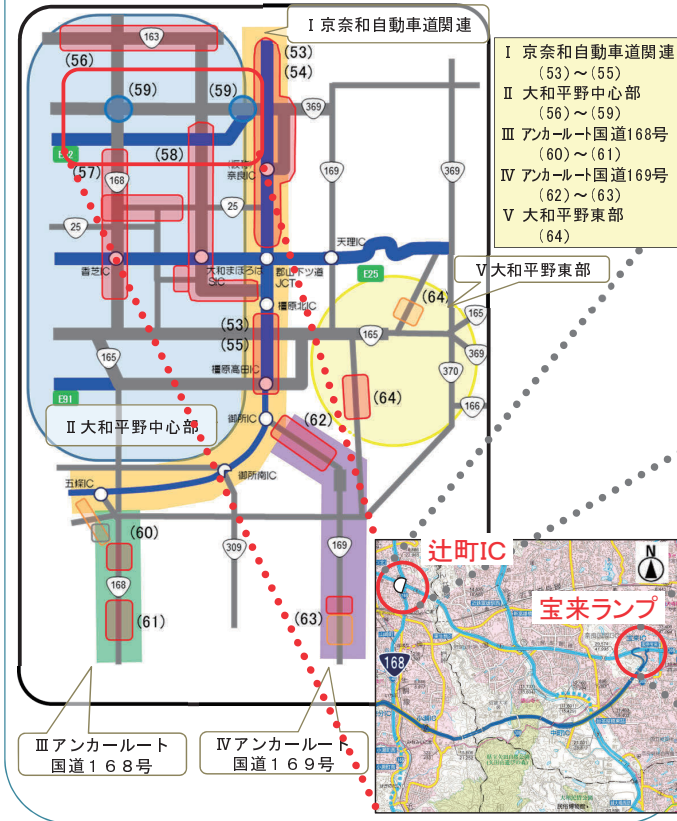 Ⅰ 京奈和自動車道関連
163
(56)
(53)
(54)
(59)
(59)
369
E92
(58)
(仮称)
奈良IC
(57)
168
169
369
25
25
香芝IC
大和まほろば
SIC
郡山下ツ道
JCT
天理IC
E25
橿原北IC
Ⅴ大和平野東部
(64)
(53)
(55)
165
165
165
369
370
橿原高田IC
E91
(64)
166
Ⅱ大和平野中心部
御所IC
(62)
御所南IC
五條IC
(60)
309
169
168
(61)
(63)
Ⅲアンカールート
国道168号
Ⅳアンカールート
国道169号
Ⅰ 京奈和自動車道関連
(53)~(55)
Ⅱ 大和平野中心部
(56)~(59)
Ⅲ アンカールート国道168号
(60)~(61)
Ⅳ アンカールート国道169号
(62)~(63)
Ⅴ 大和平野東部
(64)
辻町IC
N
宝来ランプ
宝来IC
168